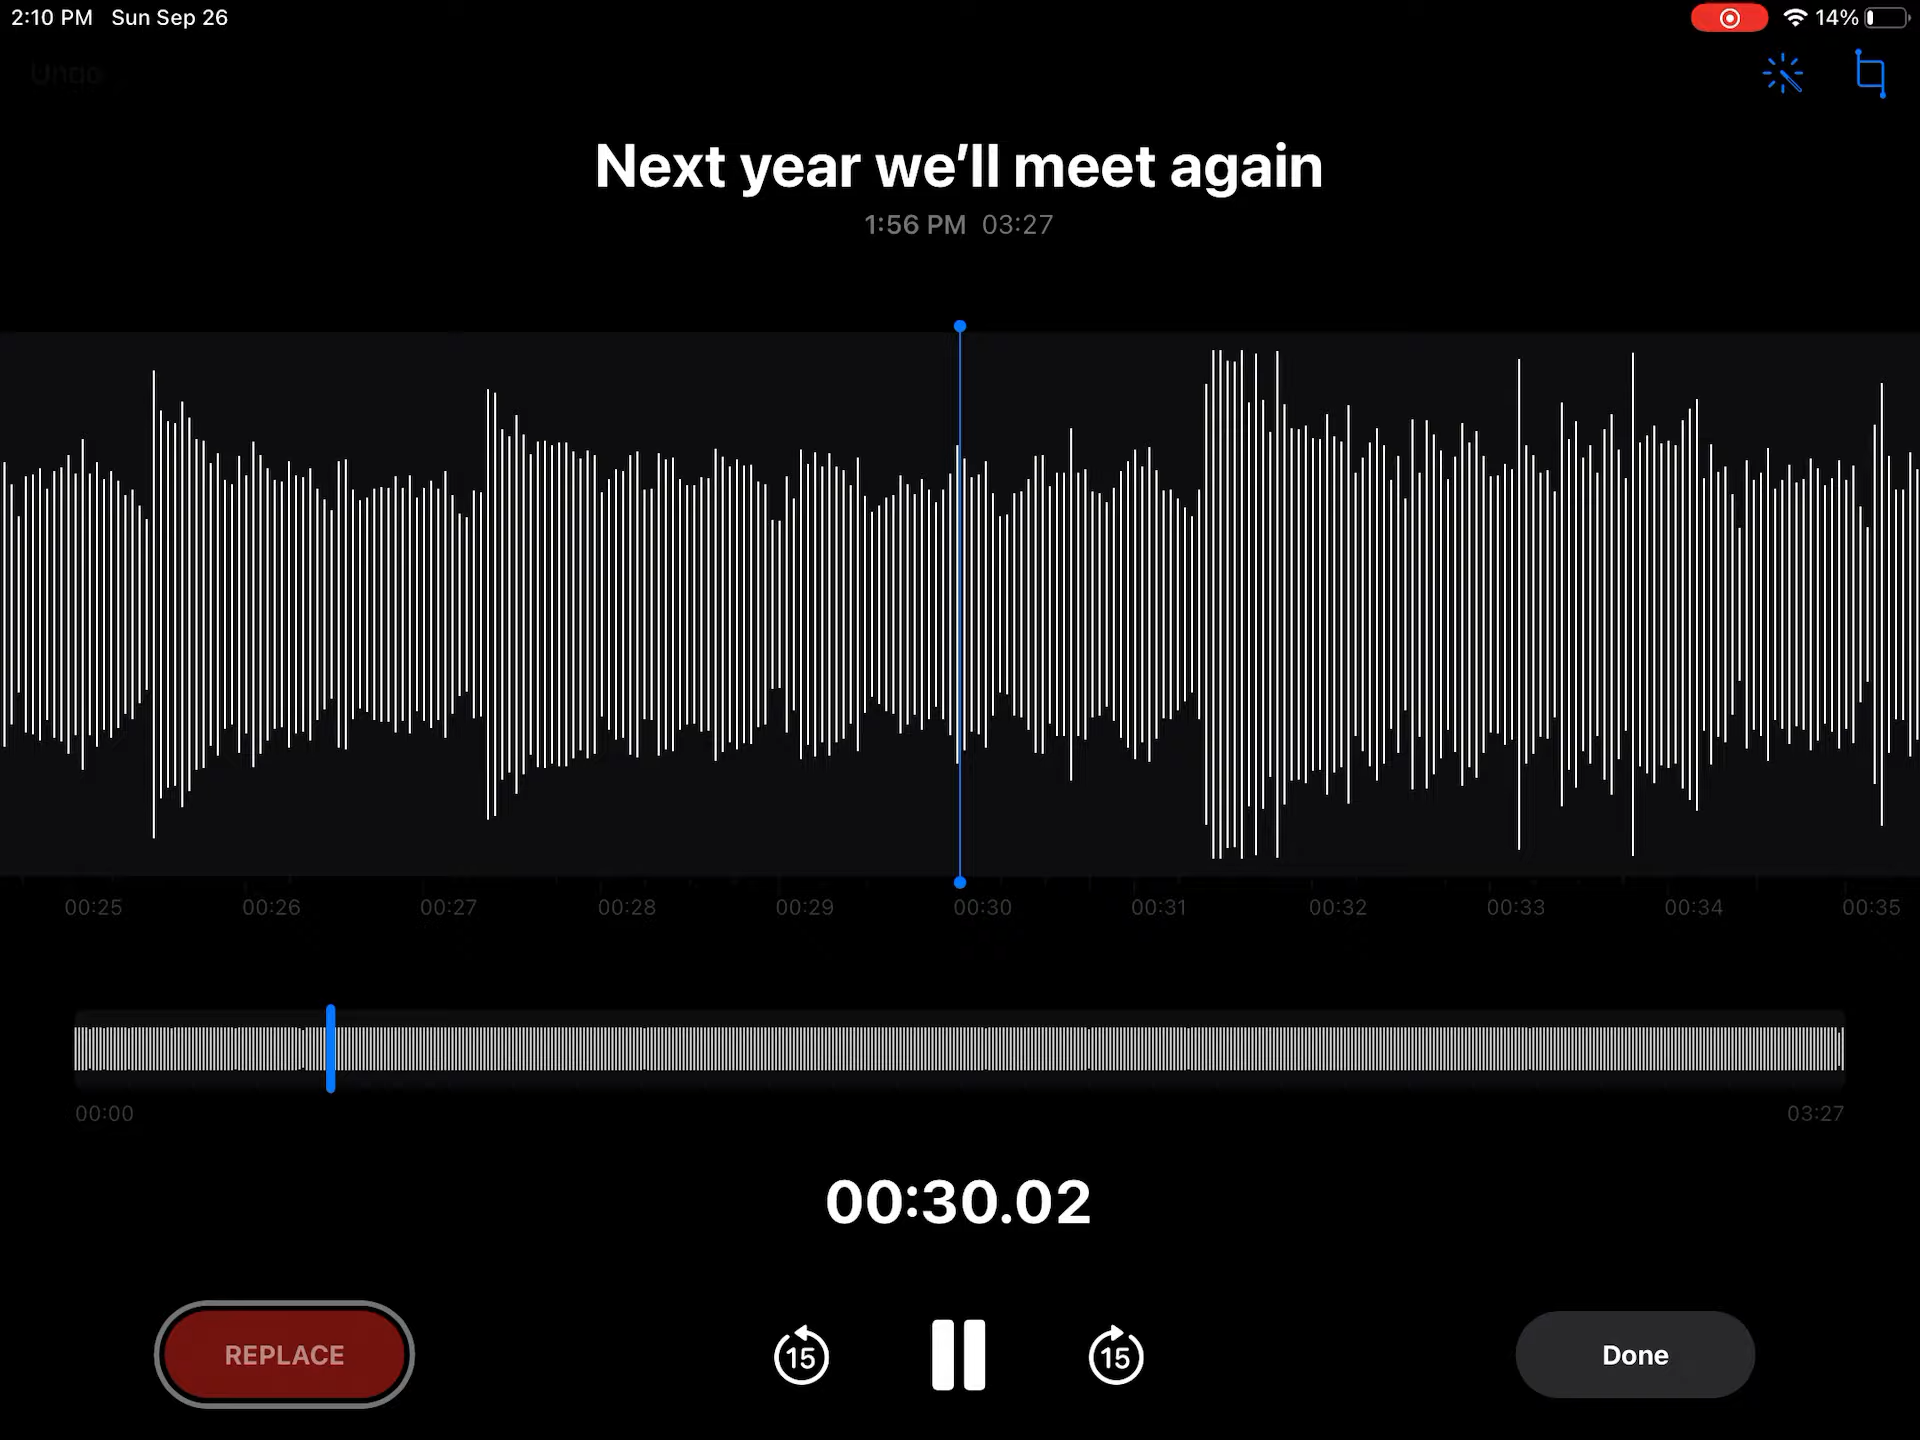 2:10 PM Sun Sep 26
14%
Undo
Next year we’ll meet again
1:56 PM 03:27
00:25 00:26 00:27 00:28 00:29 00:30 00:31 00:32 00:33 00:34 00:35
00:00 03:27
00:30.02
REPLACE 15 15 Done